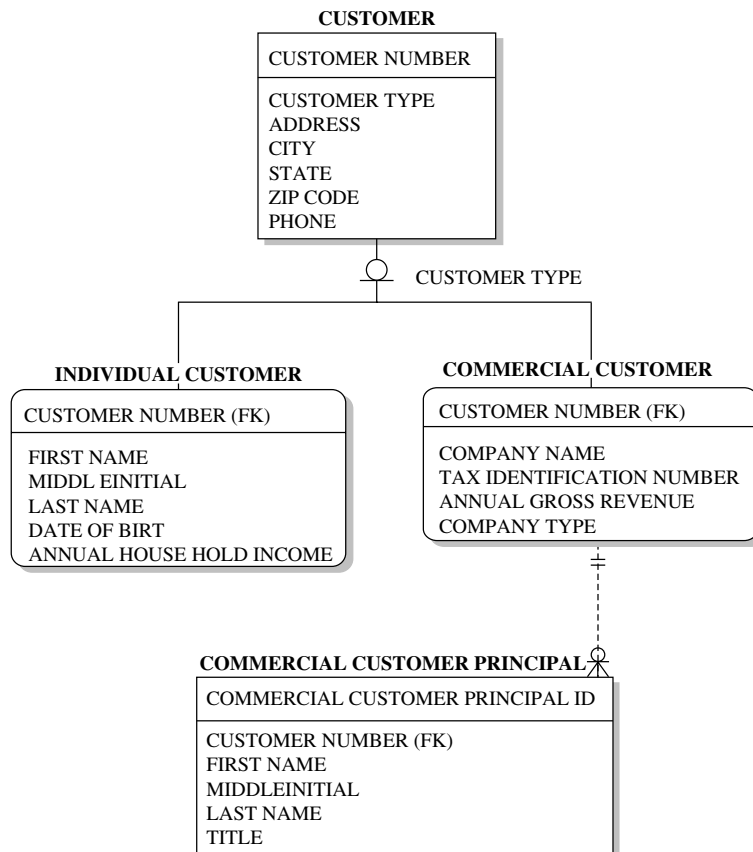 CUSTOMER
CUSTOMER NUMBER
CUSTOMER TYPE
ADDRESS
CITY
STATE
ZIP CODE
PHONE
CUSTOMER TYPE
INDIVIDUAL CUSTOMER
CUSTOMER NUMBER (FK)
FIRST NAME
MIDDL EINITIAL
LAST NAME
DATE OF BIRT
ANNUAL HOUSE HOLD INCOME
COMMERCIAL CUSTOMER
CUSTOMER NUMBER (FK)
COMPANY NAME
TAX IDENTIFICATION NUMBER
ANNUAL GROSS REVENUE
COMPANY TYPE
COMMERCIAL CUSTOMER PRINCIPAL
COMMERCIAL CUSTOMER PRINCIPAL ID
CUSTOMER NUMBER (FK)
FIRST NAME
MIDDLEINITIAL
LAST NAME
TITLE